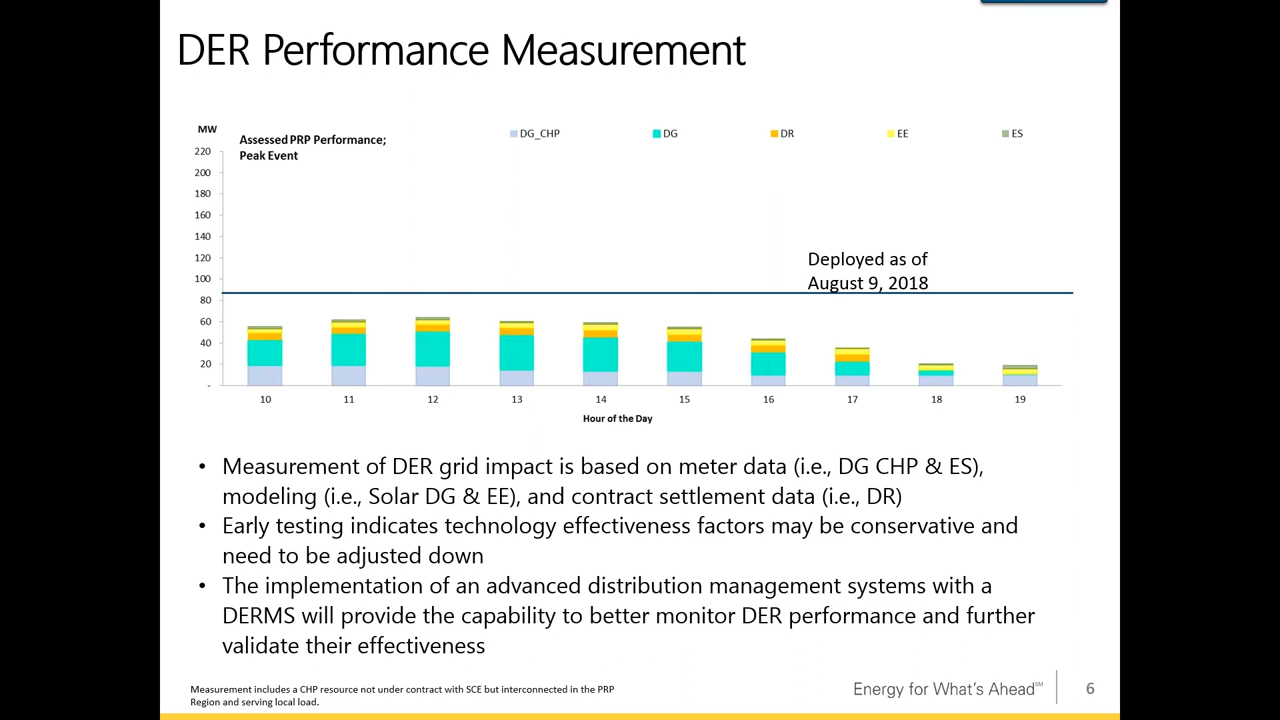 DER Performance Measurement
MW
Assessed PRP Performance;
Peak Event
DG_CHP
DG
DR
EE
ES
220
200
180
160
140
120
100
80
60
40
20
-
Deployed as of
August 9, 2018
10
11
12
13
14
15
16
17
18
19
Hour of the Day
• Measurement of DER grid impact is based on meter data (i.e., DG CHP & ES),
modeling (i.e., Solar DG & EE), and contract settlement data (i.e., DR)
• Early testing indicates technology effectiveness factors may be conservative and
need to be adjusted down
• The implementation of an advanced distribution management systems with a
DERMS will provide the capability to better monitor DER performance and further
validate their effectiveness
Measurement includes a CHP resource not under contract with SCE but interconnected in the PRP
Region and serving local load.
Energy for What's Ahead℠
6